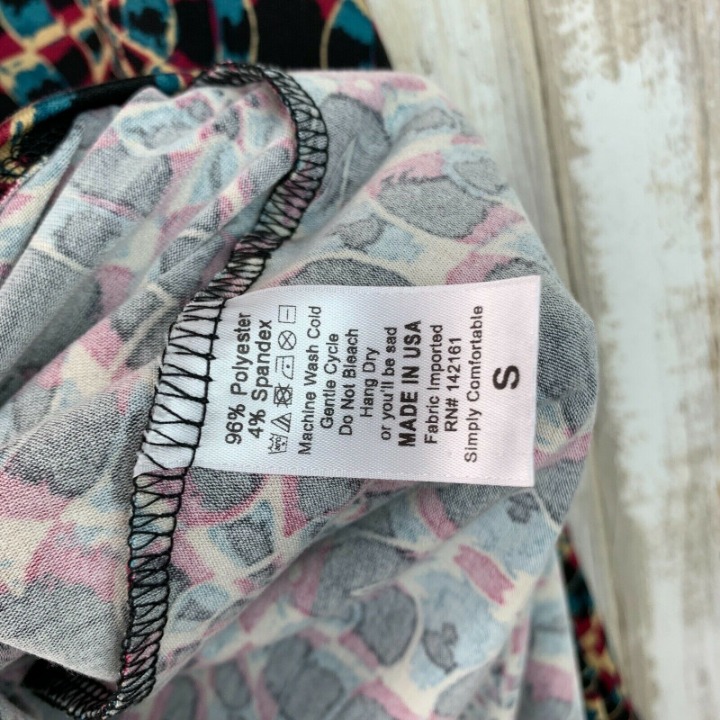 96% Polyester
4% Spandex
Machine Wash Cold
Gentle Cycle
Do Not Bleach
Hang Dry
or you'll be sad
MADE IN USA
Fabric Imported
RN# 142161
Simply Comfortable
S